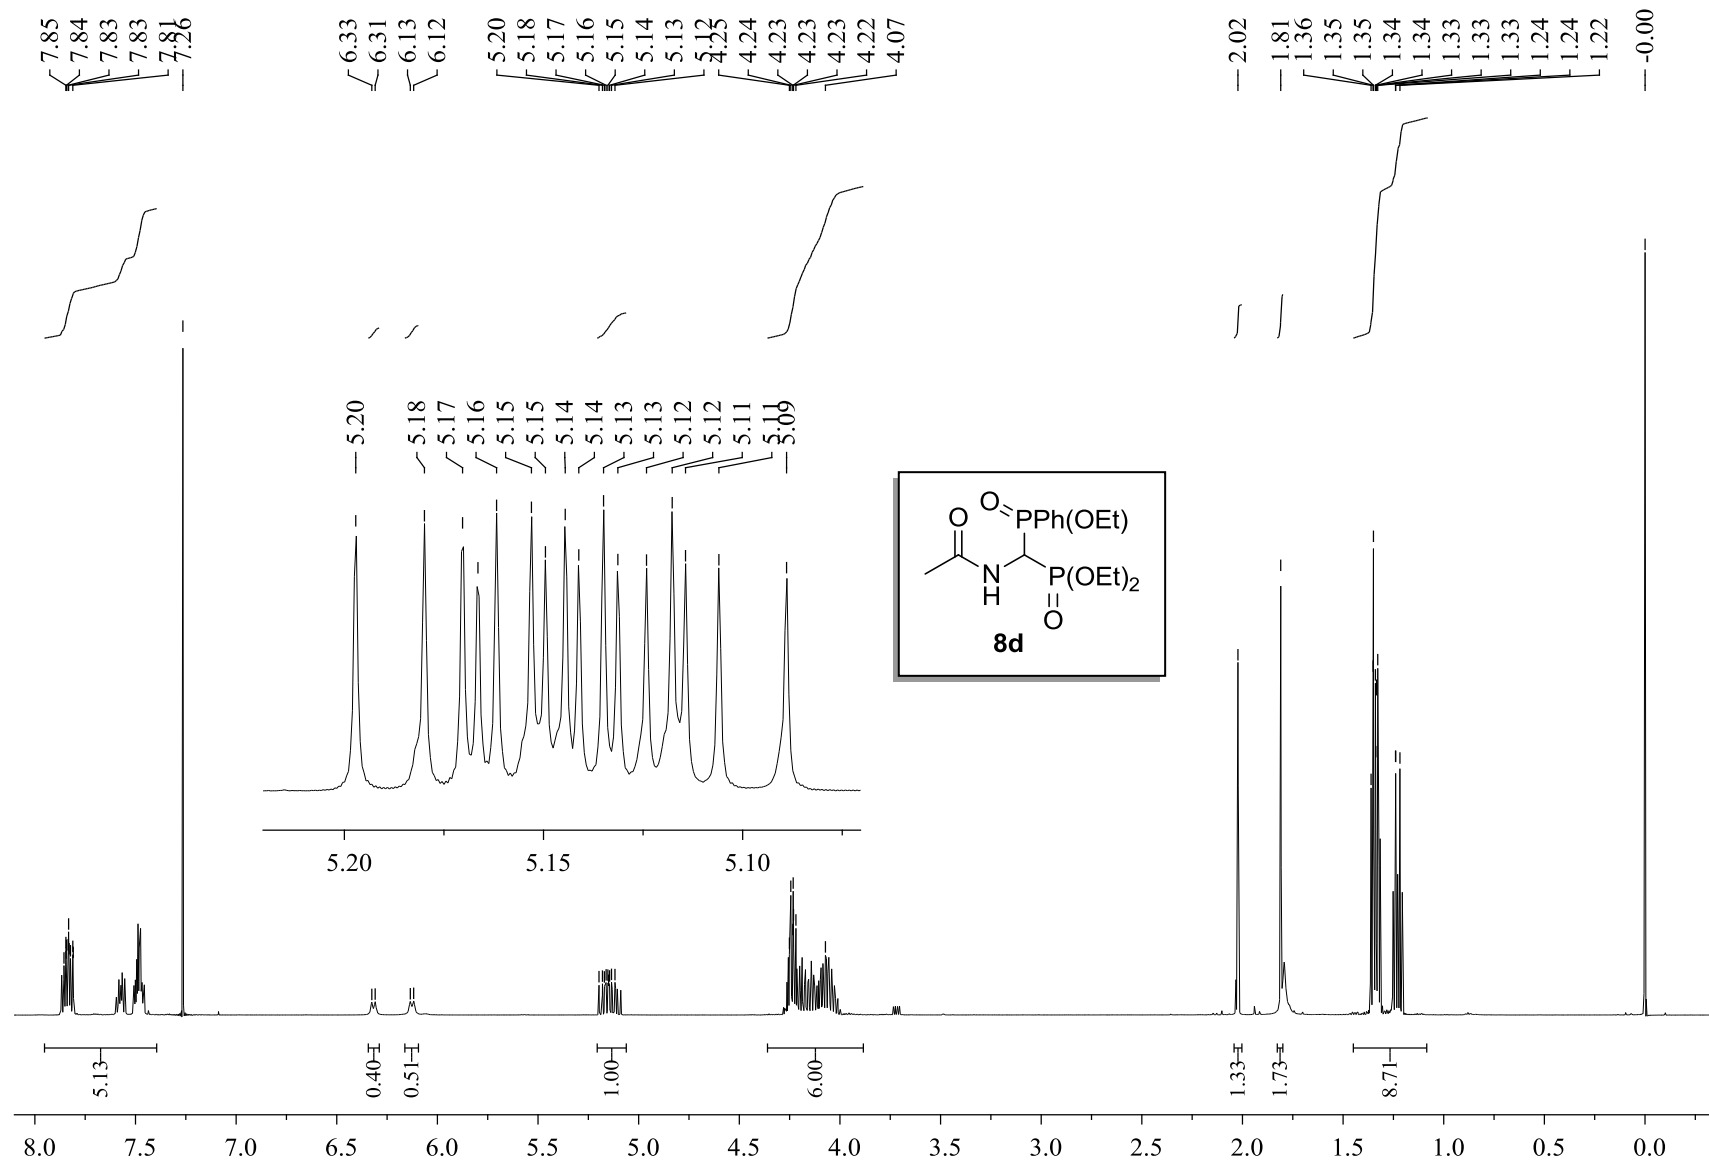 7.85 7.84 7.83 7.83 7.81 7.26 6.33 6.31 6.13 6.12 5.20 5.18 5.17 5.16 5.15 5.14 5.13 5.12 4.25 4.24 4.23 4.23 4.23 4.22 4.07 2.02 1.81 1.36 1.35 1.35 1.34 1.34 1.33 1.33 1.33 1.24 1.24 1.22 -0.00
5.20 5.18 5.17 5.16 5.15 5.15 5.14 5.14 5.13 5.13 5.12 5.12 5.11 5.11 5.09
O
O PPh(OEt)
N P(OEt)2
H
O
8d
5.20 5.15 5.10
5.13 0.40 0.51 1.00 6.00 1.33 1.73 8.71
8.0 7.5 7.0 6.5 6.0 5.5 5.0 4.5 4.0 3.5 3.0 2.5 2.0 1.5 1.0 0.5 0.0